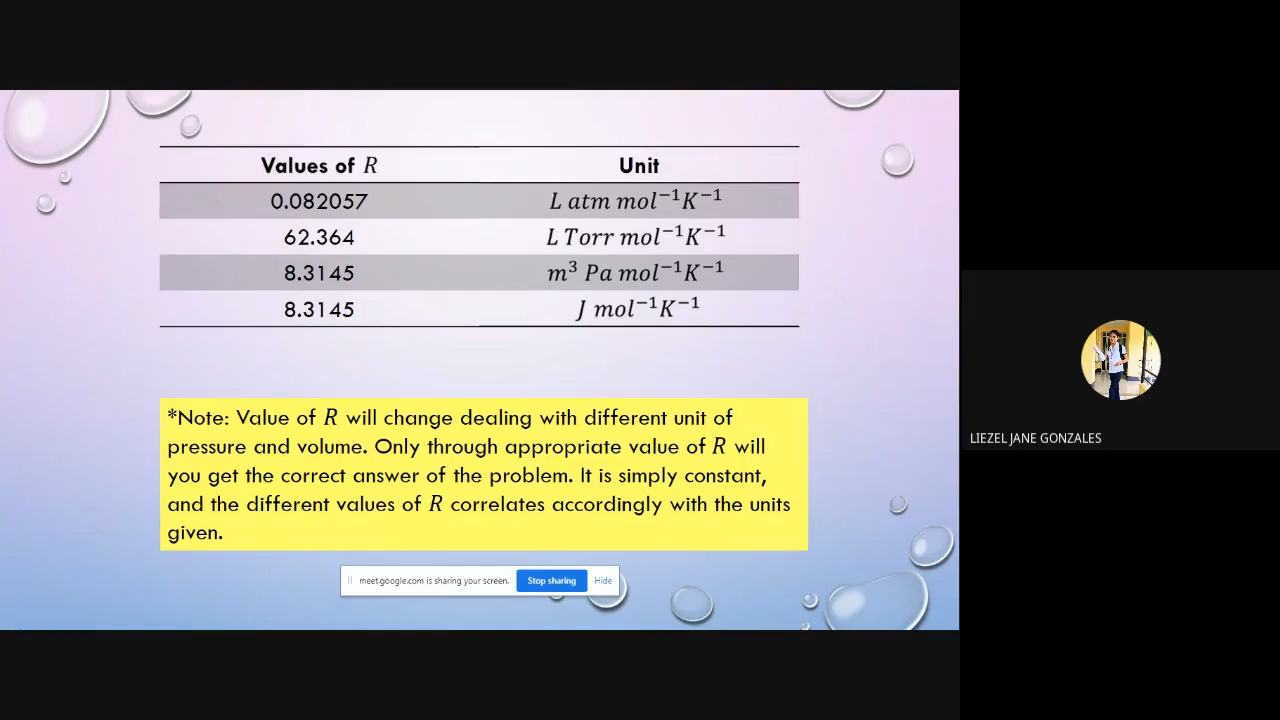 Values of R Unit
0.082057 L atm mol⁻¹K⁻¹
62.364 L Torr mol⁻¹K⁻¹
8.3145 m³ Pa mol⁻¹K⁻¹
8.3145 J mol⁻¹K⁻¹
*Note: Value of R will change dealing with different unit of
pressure and volume. Only through appropriate value of R will
you get the correct answer of the problem. It is simply constant,
and the different values of R correlates accordingly with the units
given.
meet.google.com is sharing your screen. Stop sharing Hide
LIEZEL JANE GONZALES